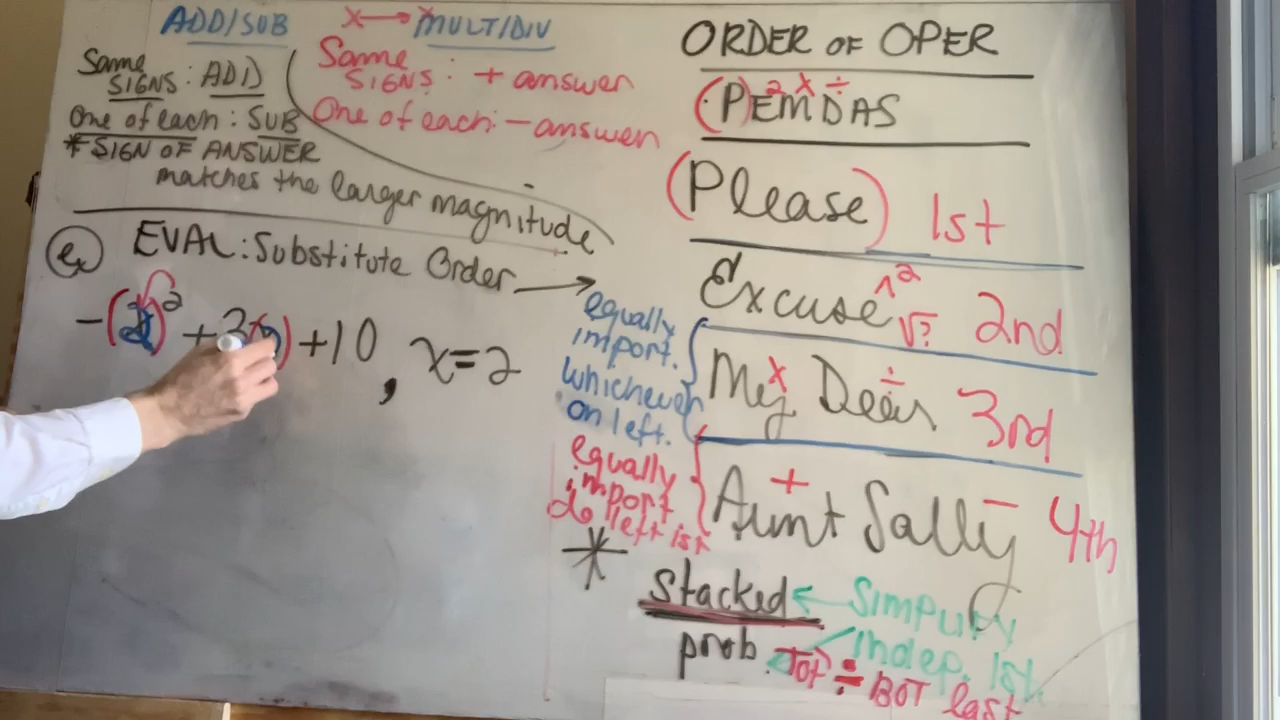 ADD/SUB
Same
SIGNS: ADD
One of each: SUB
*SIGN OF ANSWER
matches the larger magnitude
x → MULT/DIV
Same
SIGNS: + answer
One of each: − answer
ex EVAL: Substitute Order →
−(2)² + 3( ) + 10, x=2
ORDER OF OPER
2 x ÷
(P)EMDAS
(Please) 1st
Excuse ^2 √? 2nd
My x Dear ÷ 3rd
Aunt + Sally − 4th
equally
import.
whichever
on left.
equally
import
do left 1st
*
Stacked ← Simplify
prob. Indep. 1st.
TOP ÷ BOT last